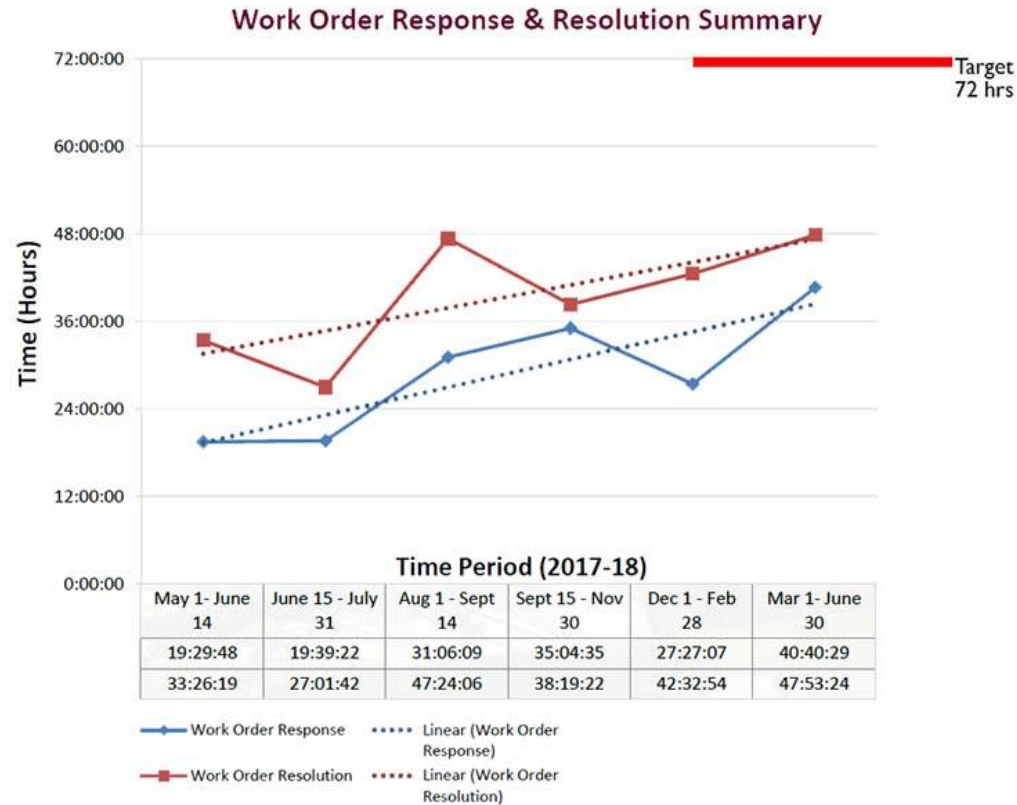 Work Order Response & Resolution Summary
72:00:00
Target
72 hrs
60:00:00
48:00:00
36:00:00
24:00:00
12:00:00
0:00:00
Time (Hours)
Time Period (2017-18)
May 1- June 14
June 15 - July 31
Aug 1 - Sept 14
Sept 15 - Nov 30
Dec 1 - Feb 28
Mar 1- June 30
19:29:48 19:39:22 31:06:09 35:04:35 27:27:07 40:40:29
33:26:19 27:01:42 47:24:06 38:19:22 42:32:54 47:53:24
Work Order Response
Linear (Work Order
Response)
Work Order Resolution
Linear (Work Order
Resolution)